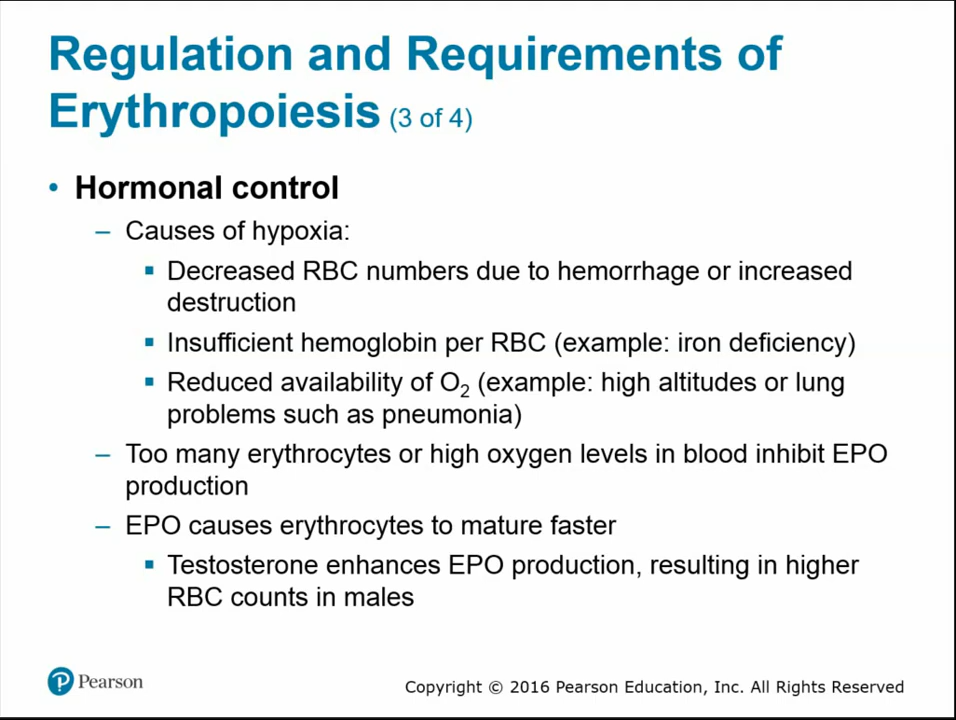 Regulation and Requirements of
Erythropoiesis (3 of 4)
• Hormonal control
– Causes of hypoxia:
▪ Decreased RBC numbers due to hemorrhage or increased
destruction
▪ Insufficient hemoglobin per RBC (example: iron deficiency)
▪ Reduced availability of O₂ (example: high altitudes or lung
problems such as pneumonia)
– Too many erythrocytes or high oxygen levels in blood inhibit EPO
production
– EPO causes erythrocytes to mature faster
▪ Testosterone enhances EPO production, resulting in higher
RBC counts in males
P Pearson
Copyright © 2016 Pearson Education, Inc. All Rights Reserved